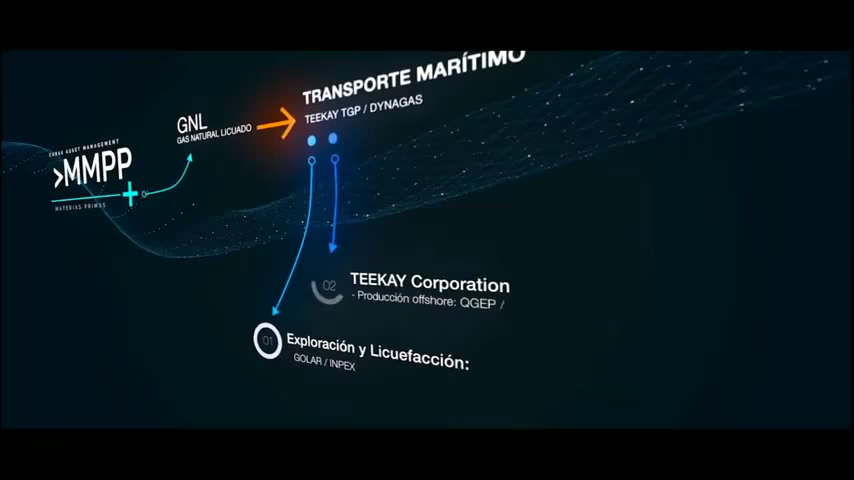 COBAS ASSET MANAGEMENT
>MMPP
MATERIAS PRIMAS
GNL
GAS NATURAL LICUADO
TRANSPORTE MARÍTIMO
TEEKAY TGP / DYNAGAS
02
TEEKAY Corporation
- Producción offshore: QGEP /
01
Exploración y Licuefacción:
GOLAR / INPEX